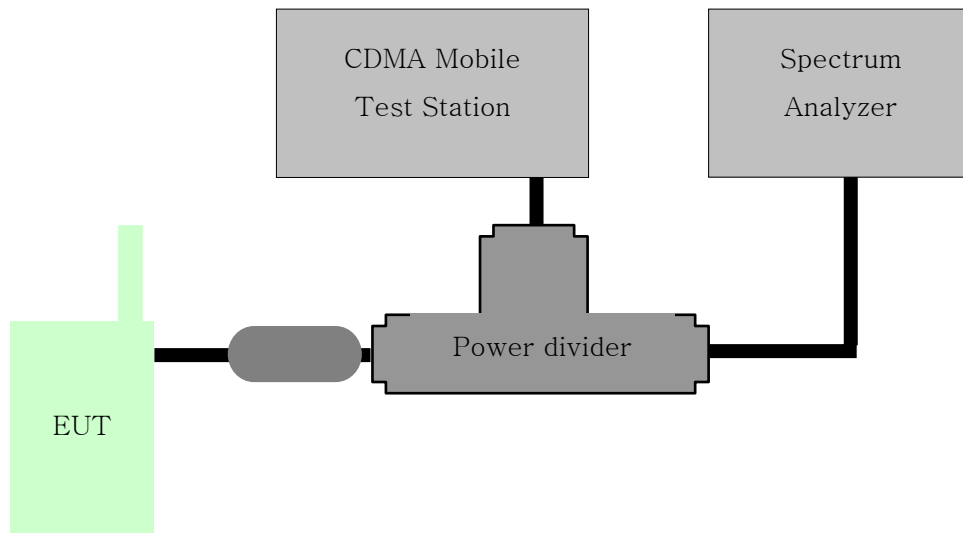 CDMA Mobile
Test Station
Spectrum
Analyzer
Power divider
EUT